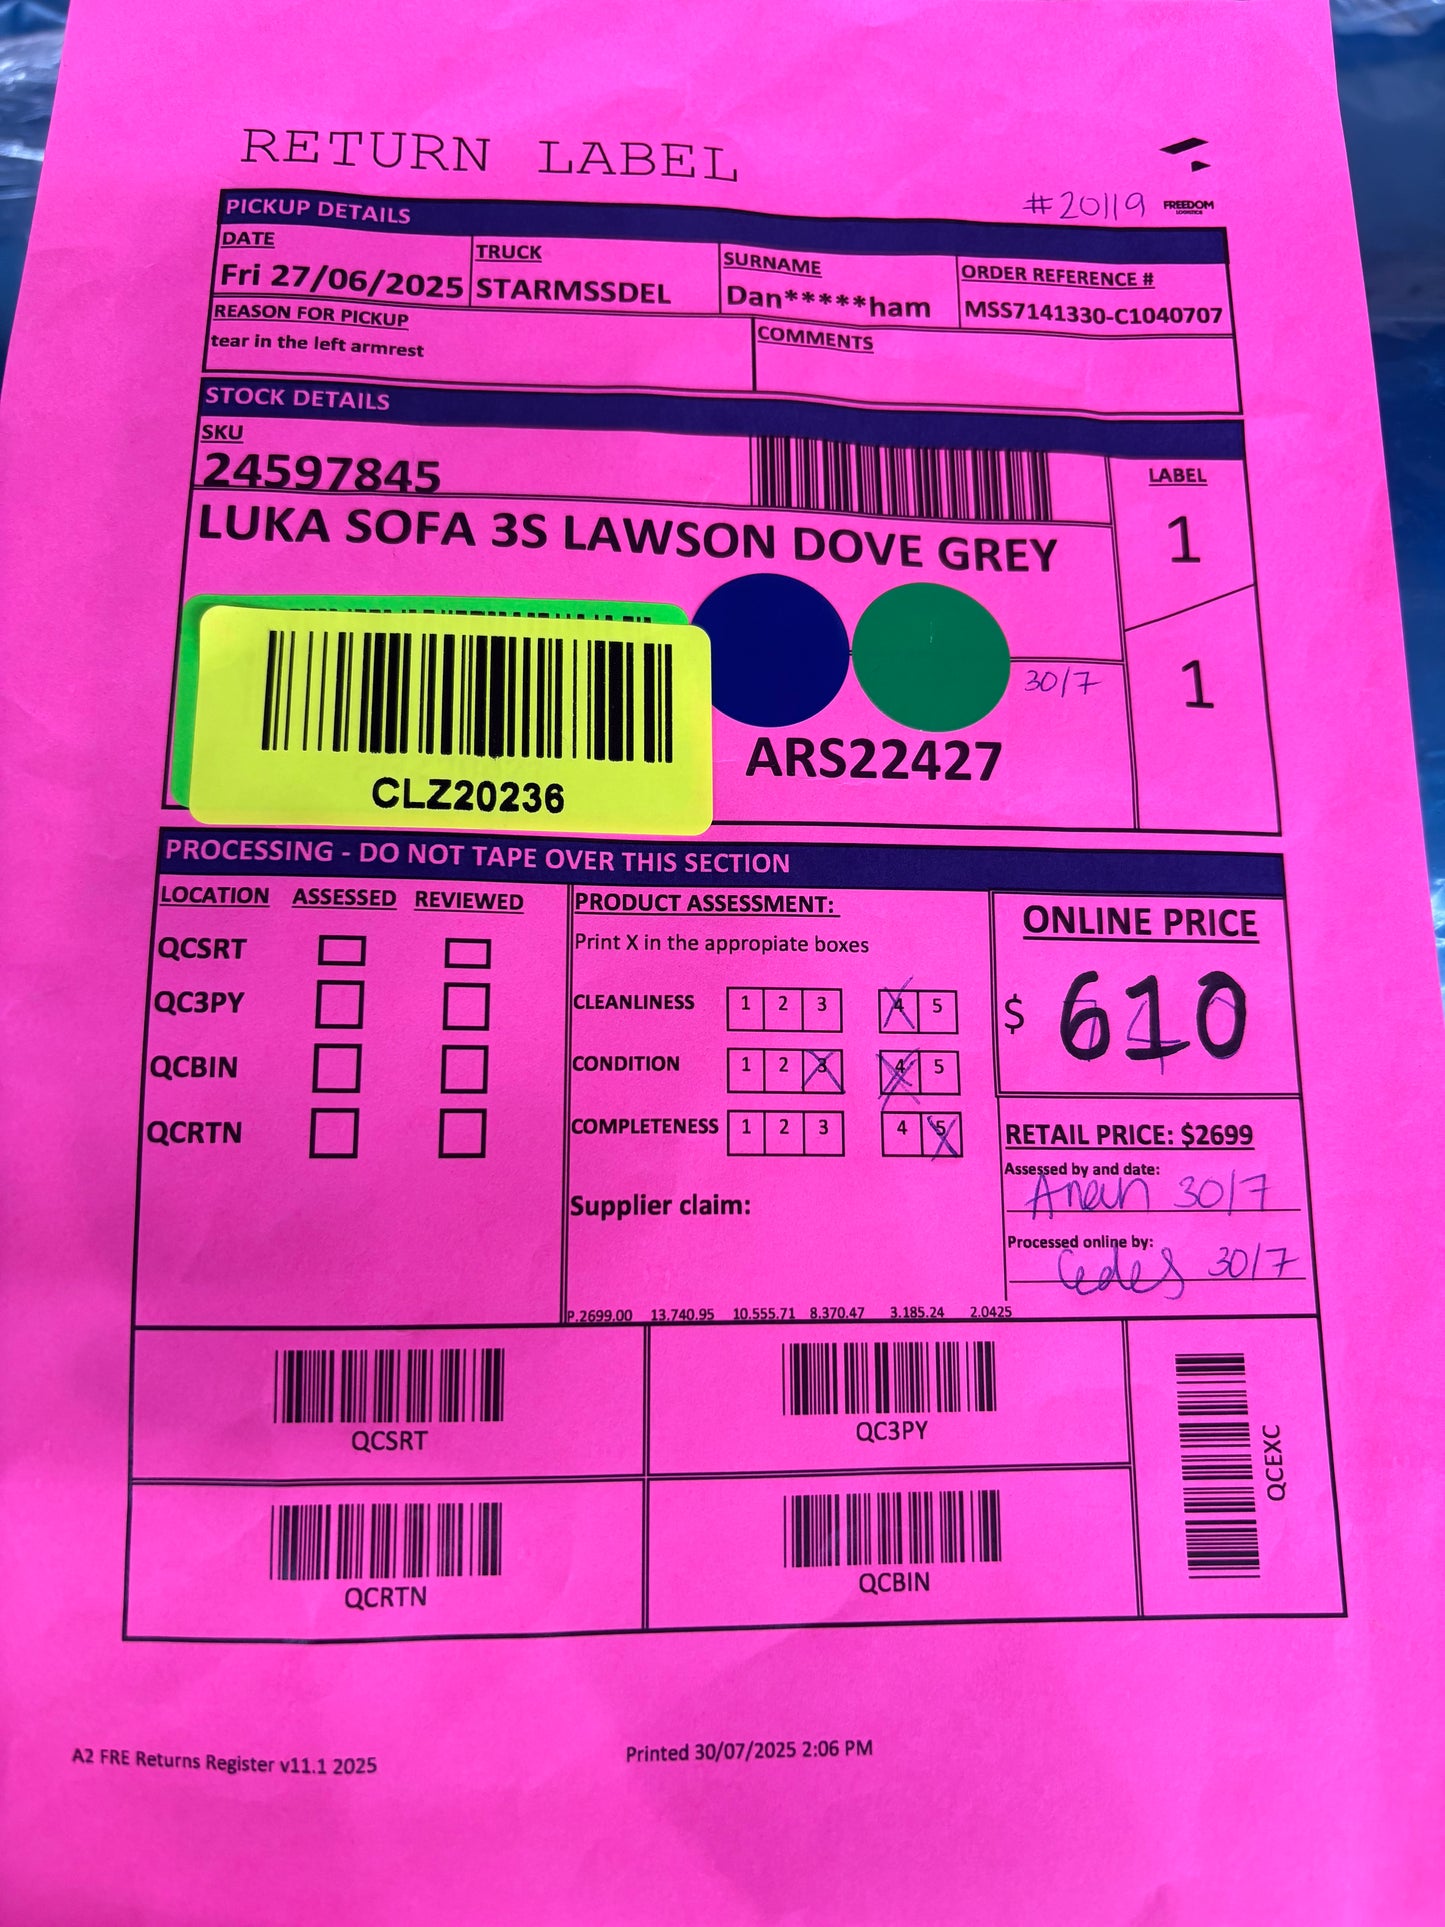 RETURN LABEL
#20119
FREEDOM
LOGISTICS
PICKUP DETAILS
DATE TRUCK SURNAME ORDER REFERENCE #
Fri 27/06/2025 STARMSSDEL Dan*****ham MSS7141330-C1040707
REASON FOR PICKUP COMMENTS
tear in the left armrest
STOCK DETAILS
SKU LABEL
24597845
LUKA SOFA 3S LAWSON DOVE GREY 1
30/7 1
ARS22427
CLZ20236
PROCESSING - DO NOT TAPE OVER THIS SECTION
LOCATION ASSESSED REVIEWED
QCSRT
QC3PY
QCBIN
QCRTN
PRODUCT ASSESSMENT:
Print X in the appropiate boxes
CLEANLINESS 1 2 3 4 5
CONDITION 1 2 3 4 5
COMPLETENESS 1 2 3 4 5
Supplier claim:
P.2699.00 13.740.95 10.555.71 8.370.47 3.185.24 2.0425
ONLINE PRICE
$ 610
RETAIL PRICE: $2699
Assessed by and date:
30/7
Processed online by:
Cedes 30/7
QCSRT
QC3PY
QCEXC
QCRTN
QCBIN
A2 FRE Returns Register v11.1 2025
Printed 30/07/2025 2:06 PM